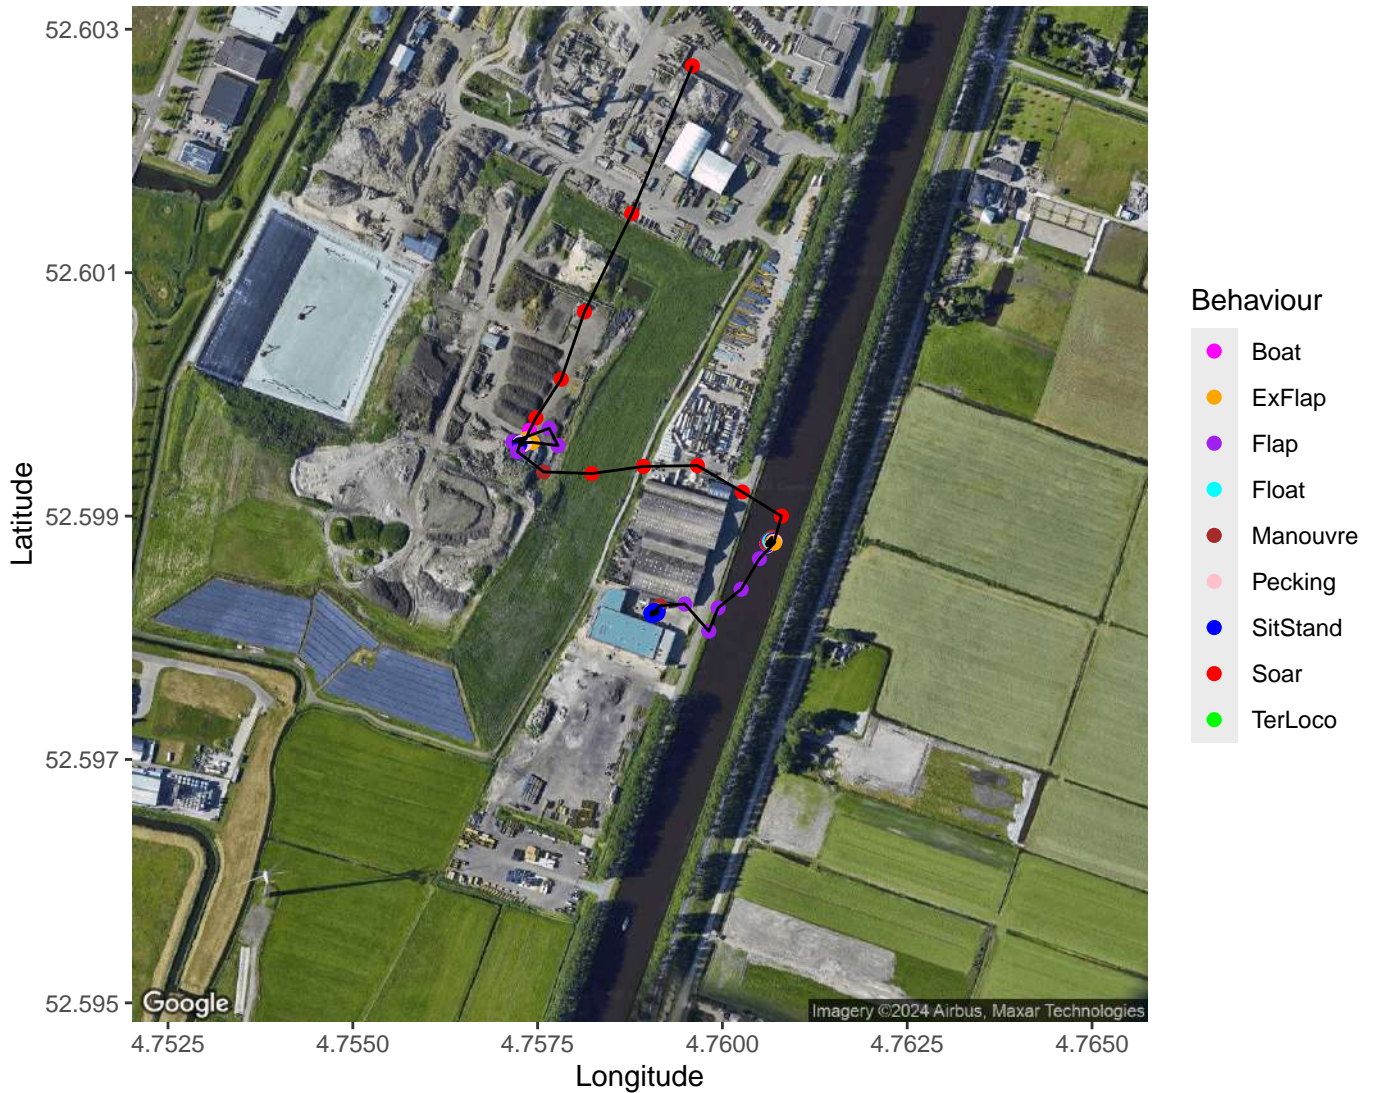 52.603
52.601
52.599
52.597
52.595
Latitude
4.7525
4.7550
4.7575
4.7600
4.7625
4.7650
Longitude
Google
Imagery ©2024 Airbus, Maxar Technologies
Behaviour
Boat
ExFlap
Flap
Float
Manouvre
Pecking
SitStand
Soar
TerLoco